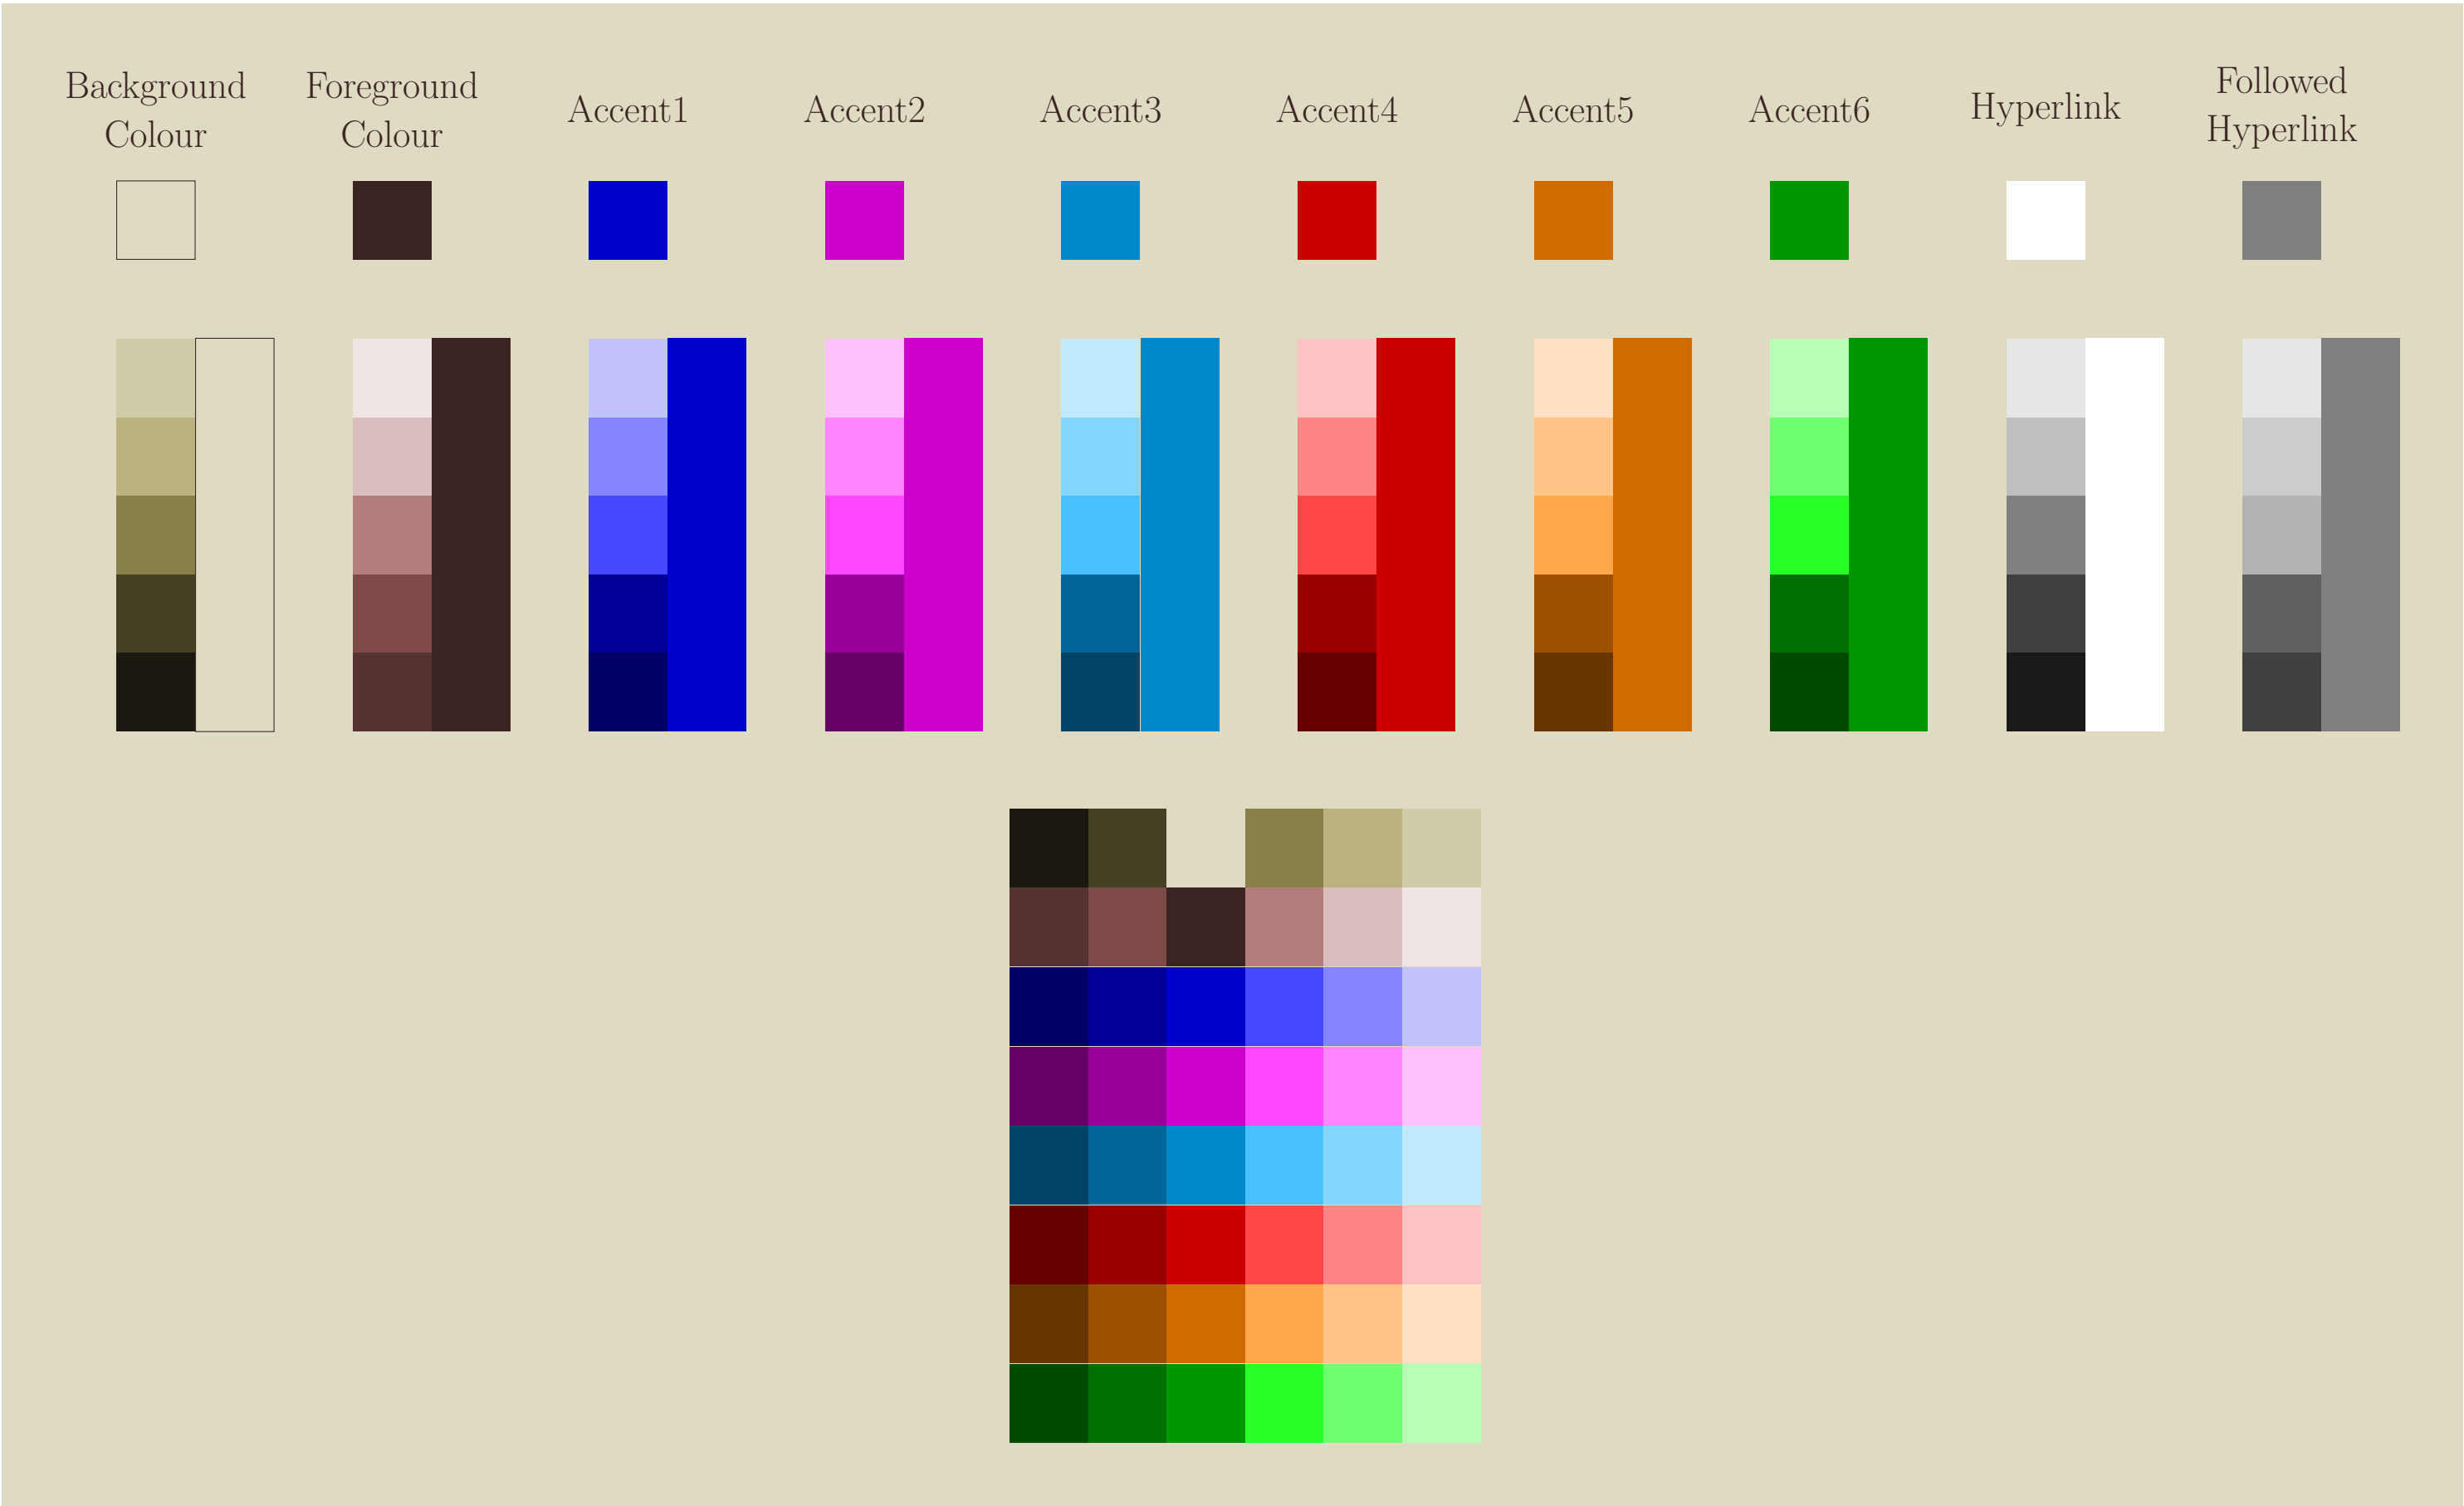 Background
Colour
Foreground
Colour
Accent1
Accent2
Accent3
Accent4
Accent5
Accent6
Hyperlink
Followed
Hyperlink